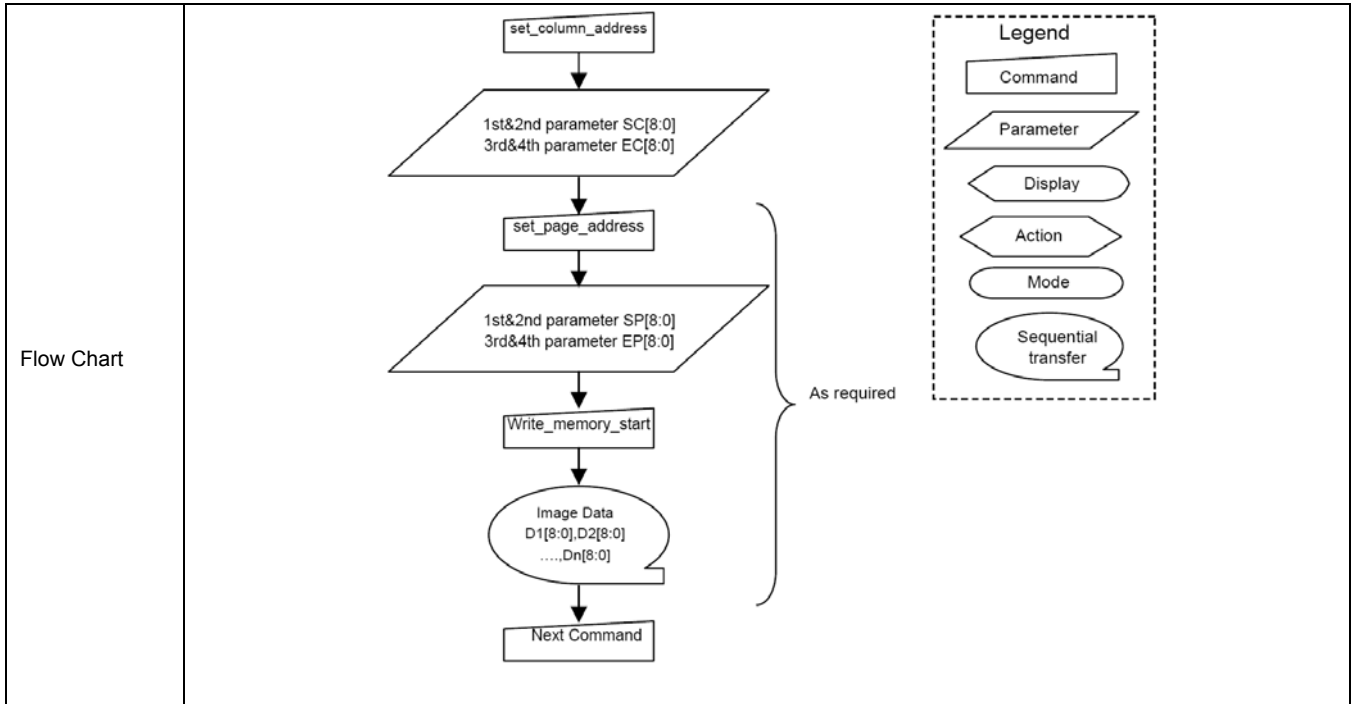 Flow Chart
set_column_address
1st&2nd parameter SC[8:0]
3rd&4th parameter EC[8:0]
set_page_address
1st&2nd parameter SP[8:0]
3rd&4th parameter EP[8:0]
Write_memory_start
Image Data
D1[8:0],D2[8:0]
....,Dn[8:0]
Next Command
As required
Legend
Command
Parameter
Display
Action
Mode
Sequential
transfer